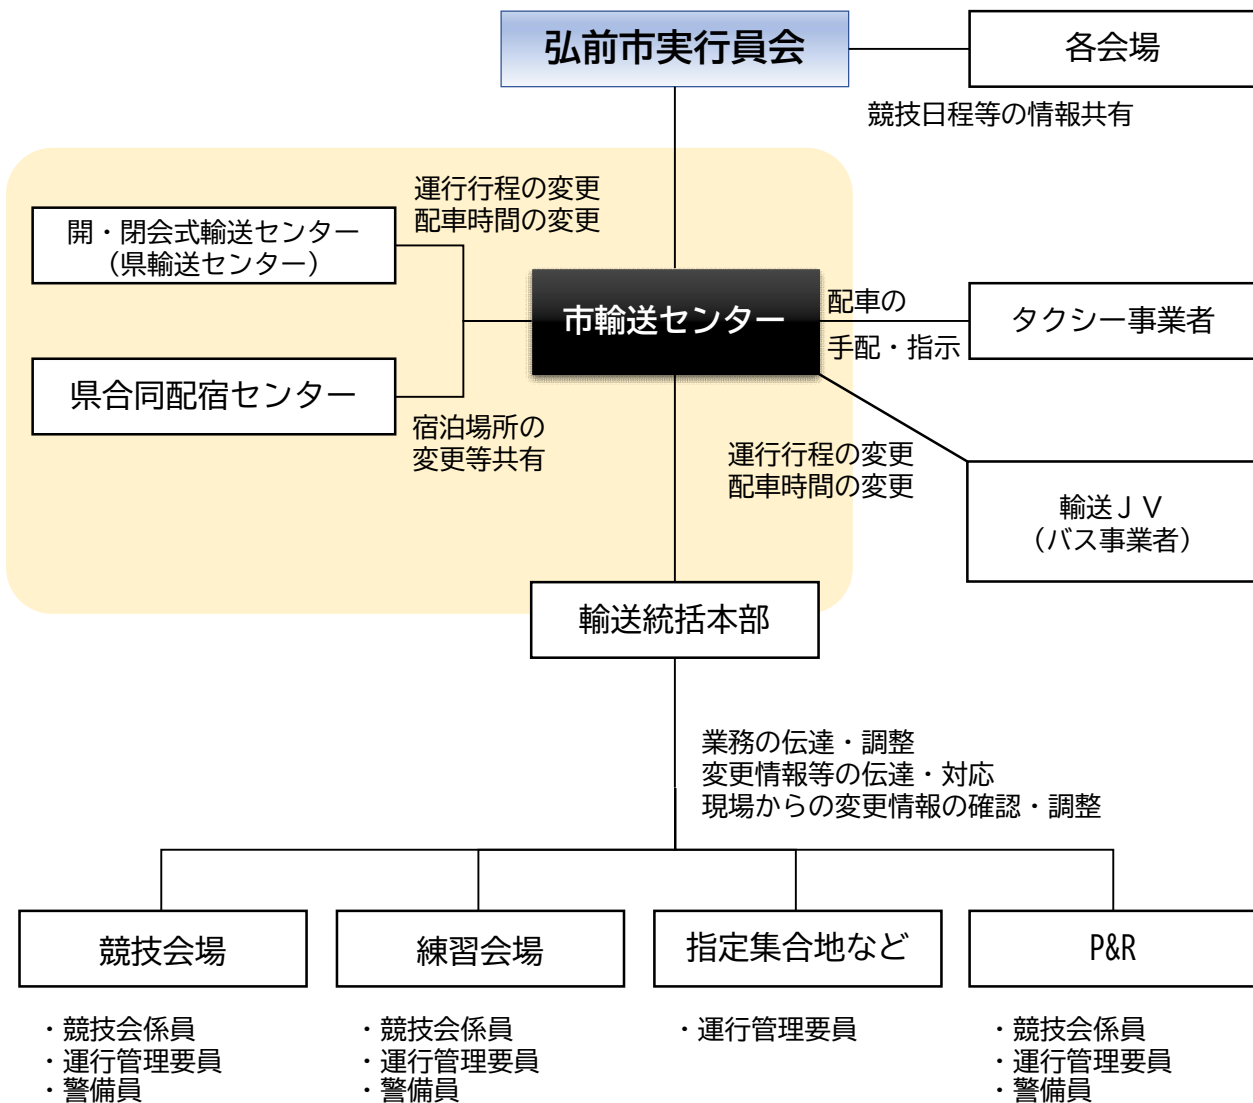 弘前市実行員会
各会場
競技日程等の情報共有
運行行程の変更
配車時間の変更
開・閉会式輸送センター
（県輸送センター）
市輸送センター
配車の
手配・指示
タクシー事業者
県合同配宿センター
宿泊場所の
変更等共有
運行行程の変更
配車時間の変更
輸送ＪＶ
（バス事業者）
輸送統括本部
業務の伝達・調整
変更情報等の伝達・対応
現場からの変更情報の確認・調整
競技会場
練習会場
指定集合地など
P&R
・競技会係員
・運行管理要員
・警備員
・競技会係員
・運行管理要員
・警備員
・運行管理要員
・競技会係員
・運行管理要員
・警備員